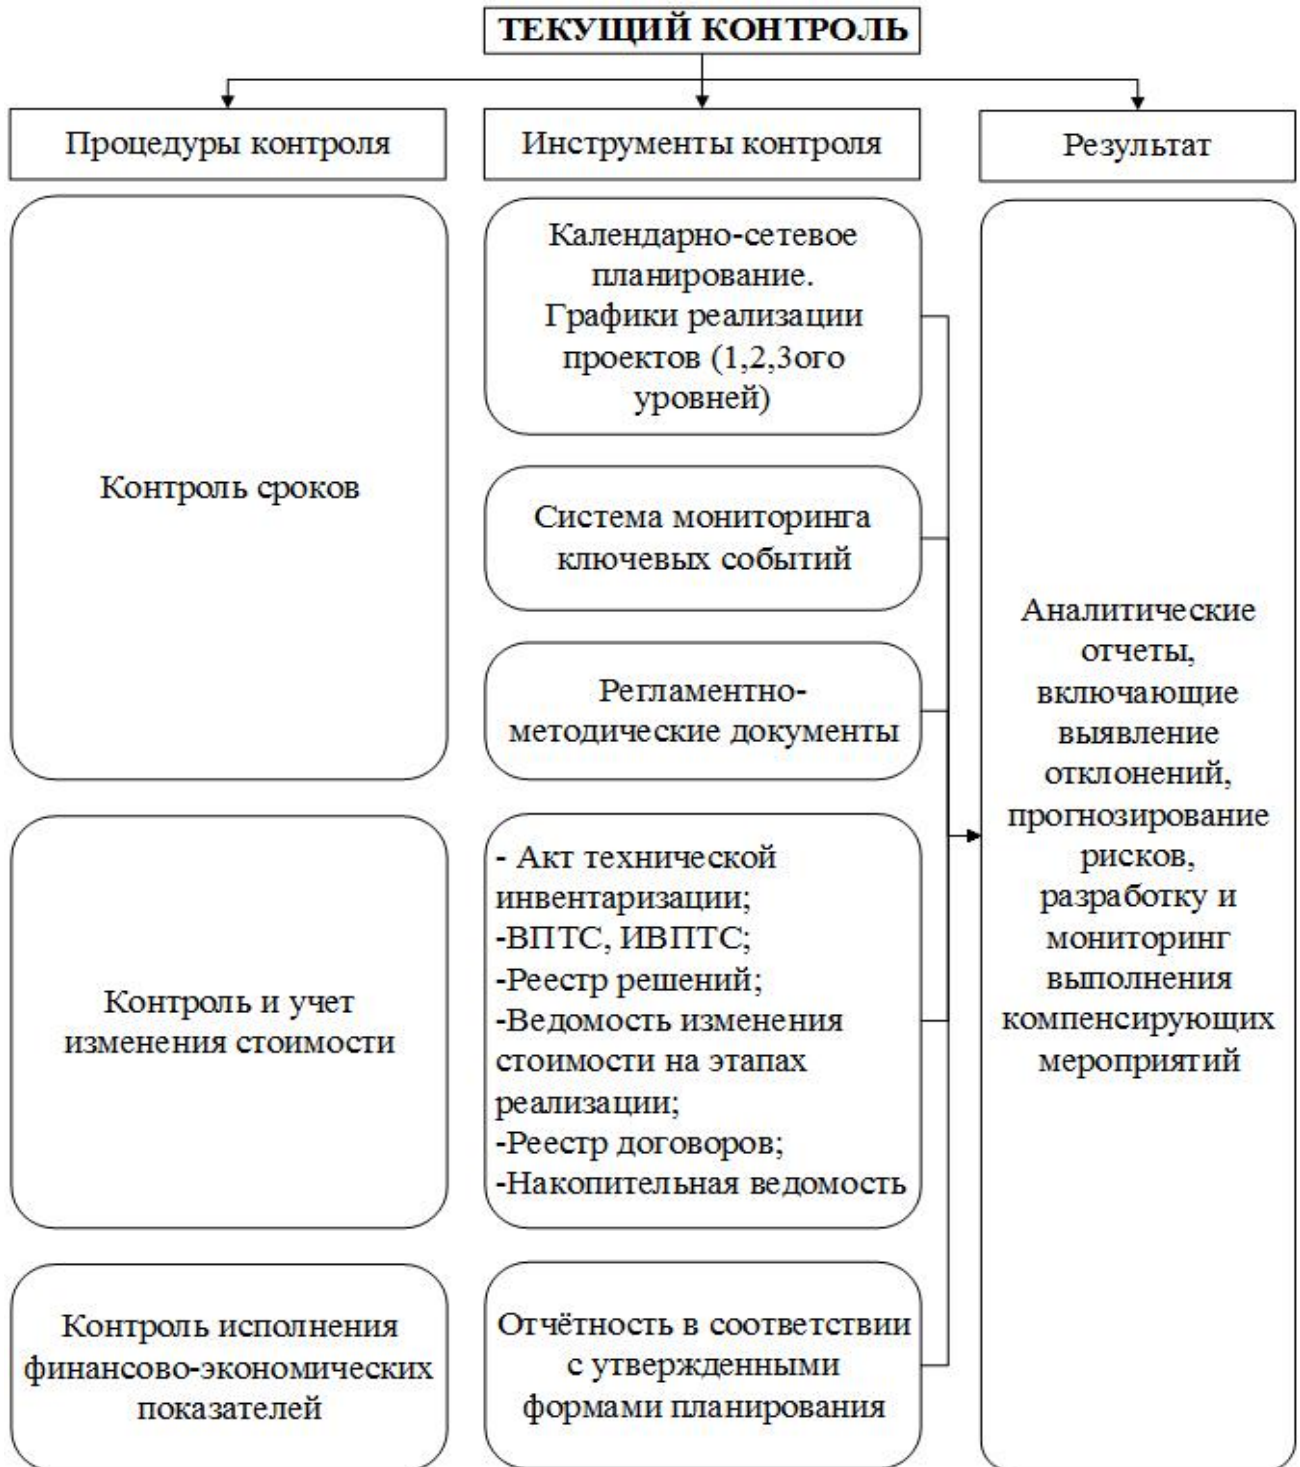 ТЕКУЩИЙ КОНТРОЛЬ
Процедуры контроля
Инструменты контроля
Результат
Контроль сроков
Календарно-сетевое
планирование.
Графики реализации
проектов (1,2,3ого
уровней)
Система мониторинга
ключевых событий
Регламентно-
методические документы
Контроль и учет
изменения стоимости
- Акт технической
инвентаризации;
-ВПТС, ИВПТС;
-Реестр решений;
-Ведомость изменения
стоимости на этапах
реализации;
-Реестр договоров;
-Накопительная ведомость
Контроль исполнения
финансово-экономических
показателей
Отчётность в соответствии
с утвержденными
формами планирования
Аналитические
отчеты,
включающие
выявление
отклонений,
прогнозирование
рисков,
разработку и
мониторинг
выполнения
компенсирующих
мероприятий